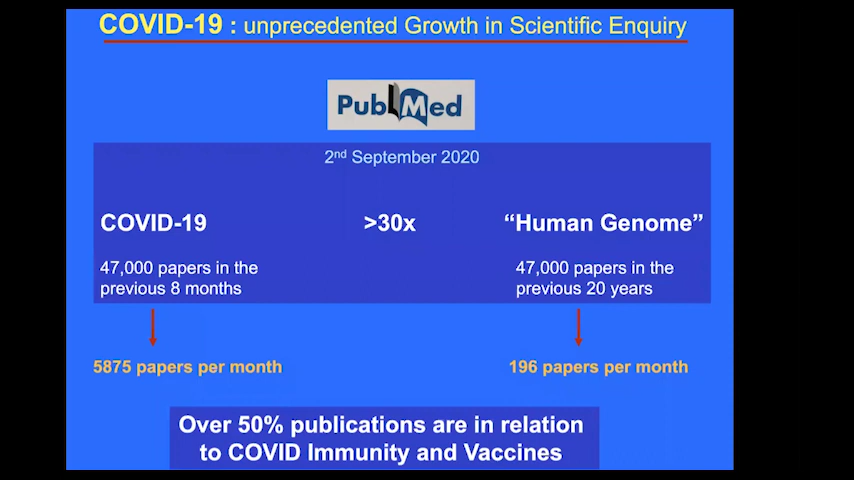 COVID-19 : unprecedented Growth in Scientific Enquiry
PubMed
2nd September 2020
COVID-19 >30x “Human Genome”
47,000 papers in the
previous 8 months
47,000 papers in the
previous 20 years
5875 papers per month
196 papers per month
Over 50% publications are in relation
to COVID Immunity and Vaccines